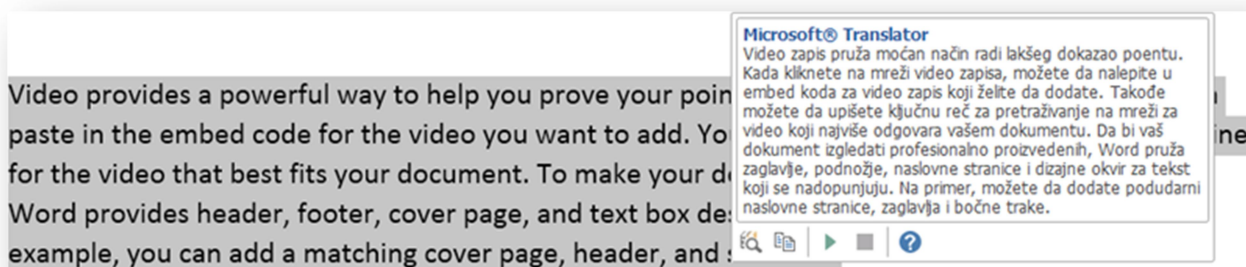 Video provides a powerful way to help you prove your
paste in the embed code for the video you want to add.
for the video that best fits your document. To make your
Word provides header, footer, cover page, and text box
example, you can add a matching cover page, header, and
Microsoft® Translator
Video zapis pruža moćan način radi lakšeg dokazao poentu.
Kada kliknete na mreži video zapisa, možete da nalepite u
embed koda za video zapis koji želite da dodate. Takođe
možete da upišete ključnu reč za pretraživanje na mreži za
video koji najviše odgovara vašem dokumentu. Da bi vaš
dokument izgledati profesionalno proizvedenih, Word pruža
zaglavlje, podnožje, naslovne stranice i dizajne okvir za tekst
koji se nadopunjuju. Na primer, možete da dodate podudarni
naslovne stranice, zaglavlja i bočne trake.